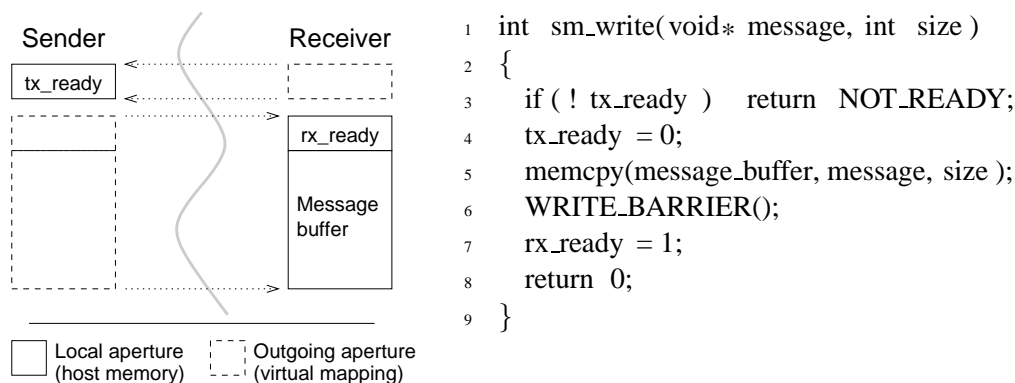 Sender
Receiver
tx_ready
rx_ready
Message
buffer
Local aperture
(host memory)
Outgoing aperture
(virtual mapping)
1 int sm_write(void* message, int size )
2 {
3 if ( ! tx_ready ) return NOT_READY;
4 tx_ready = 0;
5 memcpy(message_buffer, message, size );
6 WRITE_BARRIER();
7 rx_ready = 1;
8 return 0;
9 }